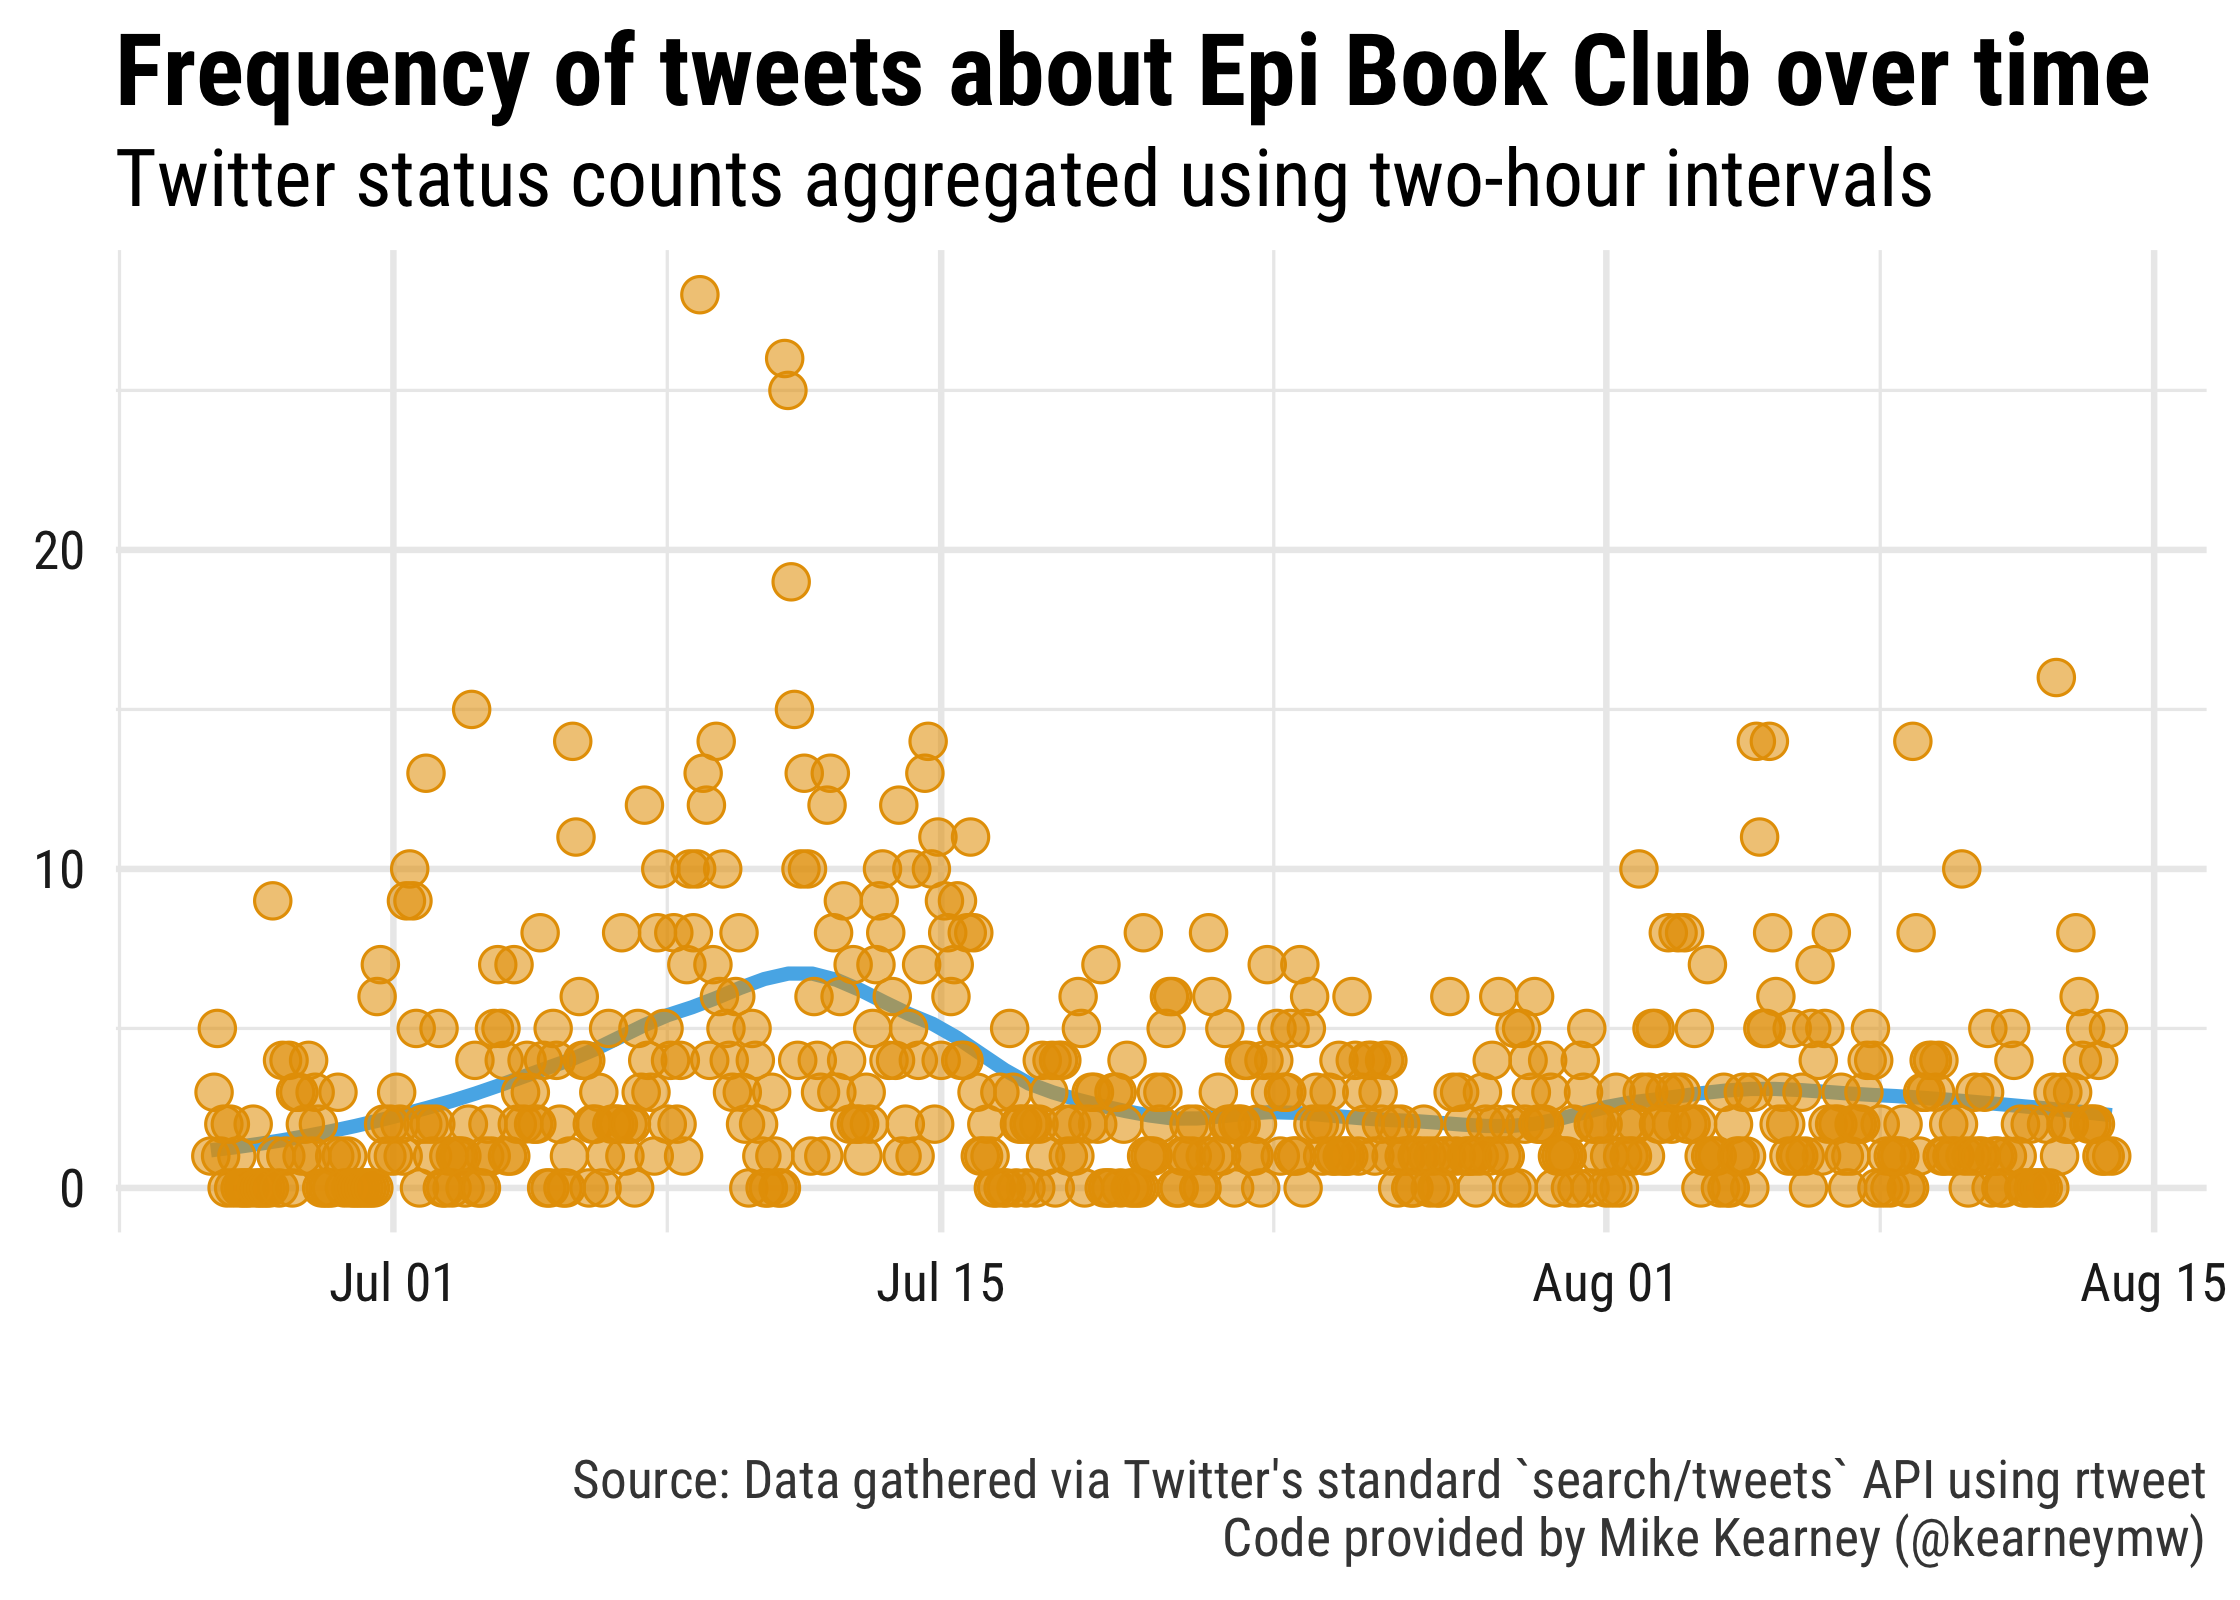 Frequency of tweets about Epi Book Club over time
Twitter status counts aggregated using two-hour intervals
20
10
0
Jul 01 Jul 15 Aug 01 Aug 15
Source: Data gathered via Twitter's standard `search/tweets` API using rtweet
Code provided by Mike Kearney (@kearneymw)